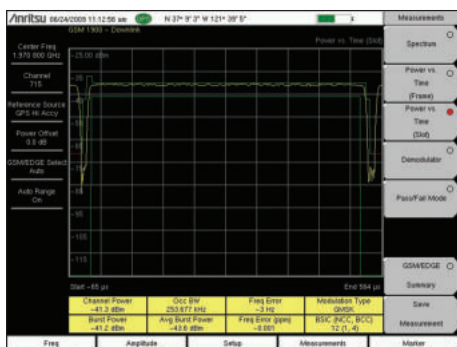 Anritsu 06/24/2009 11:12:56 am GPS N 37° 9' 3" W 121° 39' 5"
Measurements
GSM 1900 - Downlink
Power vs. Time (Slot)
-25.00 dBm
-35
-45
-55
-65
-75
-85
-95
-105
-115
Start -65 µs
End 594 µs
Center Freq
1.970 800 GHz
Channel
715
Reference Source
GPS Hi Accy
Power Offset
0.0 dB
GSM/EDGE Select
Auto
Auto Range
On
Spectrum
Power vs.
Time
(Frame)
Power vs.
Time
(Slot)
Demodulator
Pass/Fail Mode
GSM/EDGE
Summary
Save
Measurement
Channel Power
-41.3 dBm
Occ BW
253.677 kHz
Freq Error
-3 Hz
Modulation Type
GMSK
Burst Power
-41.2 dBm
Avg Burst Power
-43.6 dBm
Freq Error (ppm)
-0.001
BSIC (NCC, BCC)
12 (1, 4)
Freq
Amplitude
Setup
Measurements
Marker